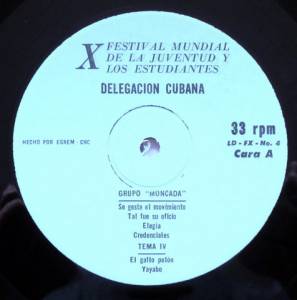 X FESTIVAL MUNDIAL
DE LA JUVENTUD Y
LOS ESTUDIANTES
DELEGACION CUBANA
HECHO POR EGREM - CNC
33 rpm
LD - FX - No. 4
Cara A
GRUPO "MONCADA"
Se gesta el movimiento
Tal fue su oficio
Elegía
Credenciales
TEMA IV
El gallo pelón
Yayabo